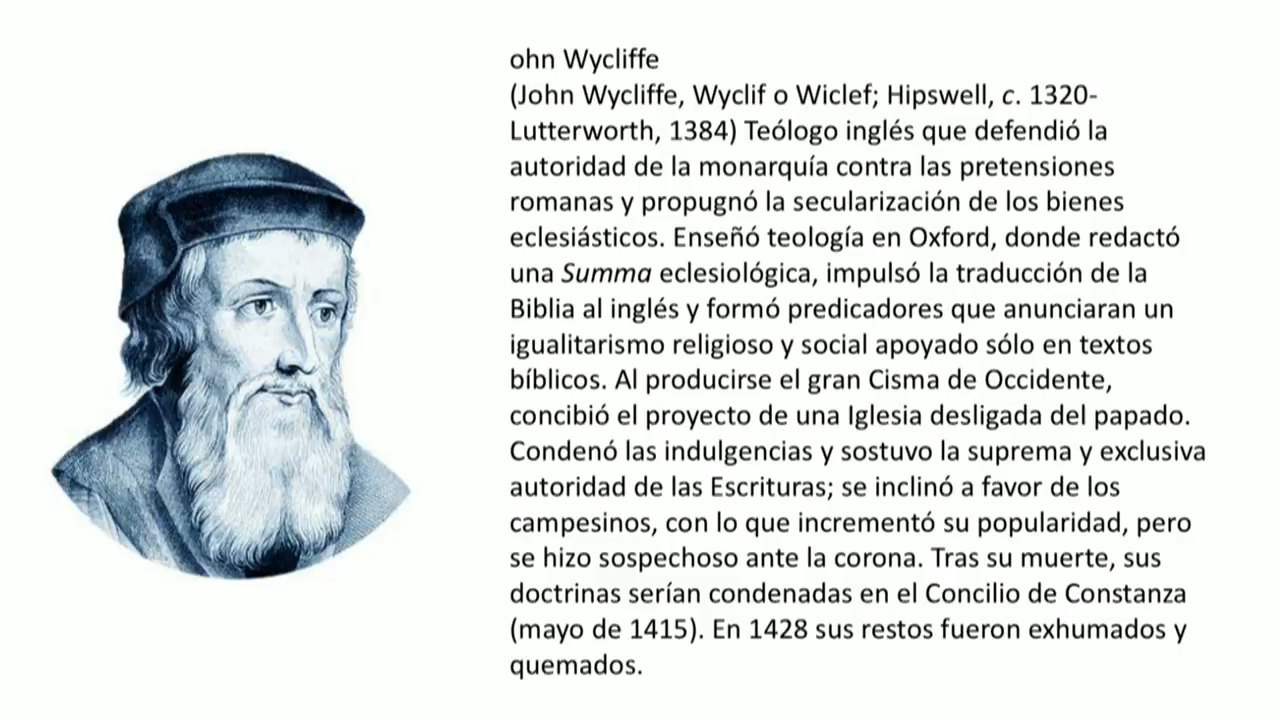 ohn Wycliffe
(John Wycliffe, Wyclif o Wiclef; Hipswell, c. 1320-
Lutterworth, 1384) Teólogo inglés que defendió la
autoridad de la monarquía contra las pretensiones
romanas y propugnó la secularización de los bienes
eclesiásticos. Enseñó teología en Oxford, donde redactó
una Summa eclesiológica, impulsó la traducción de la
Biblia al inglés y formó predicadores que anunciaran un
igualitarismo religioso y social apoyado sólo en textos
bíblicos. Al producirse el gran Cisma de Occidente,
concibió el proyecto de una Iglesia desligada del papado.
Condenó las indulgencias y sostuvo la suprema y exclusiva
autoridad de las Escrituras; se inclinó a favor de los
campesinos, con lo que incrementó su popularidad, pero
se hizo sospechoso ante la corona. Tras su muerte, sus
doctrinas serían condenadas en el Concilio de Constanza
(mayo de 1415). En 1428 sus restos fueron exhumados y
quemados.